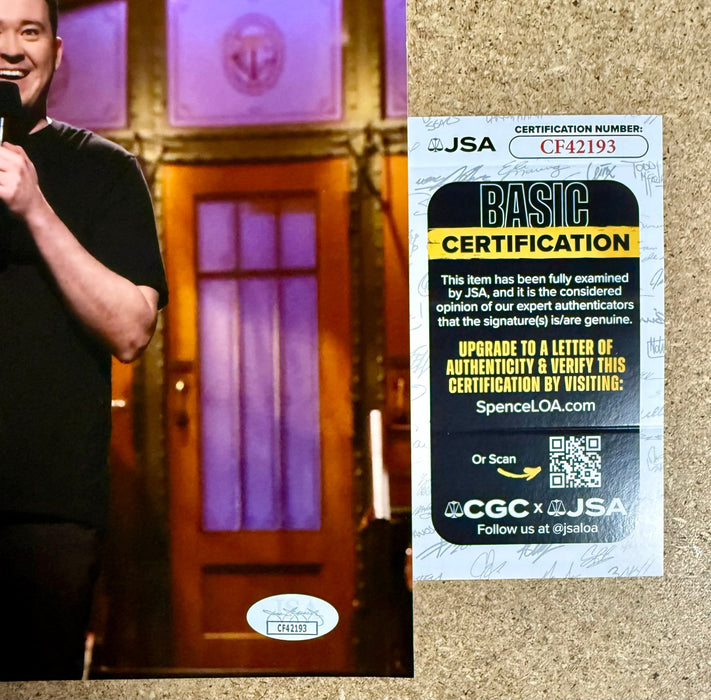 JSA
CERTIFICATION NUMBER:
CF42193
BASIC
CERTIFICATION
This item has been fully examined
by JSA, and it is the considered
opinion of our expert authenticators
that the signature(s) is/are genuine.
UPGRADE TO A LETTER OF
AUTHENTICITY & VERIFY THIS
CERTIFICATION BY VISITING:
SpenceLOA.com
Or Scan
CGC x JSA
Follow us at @jsaloa
JSA
CF42193